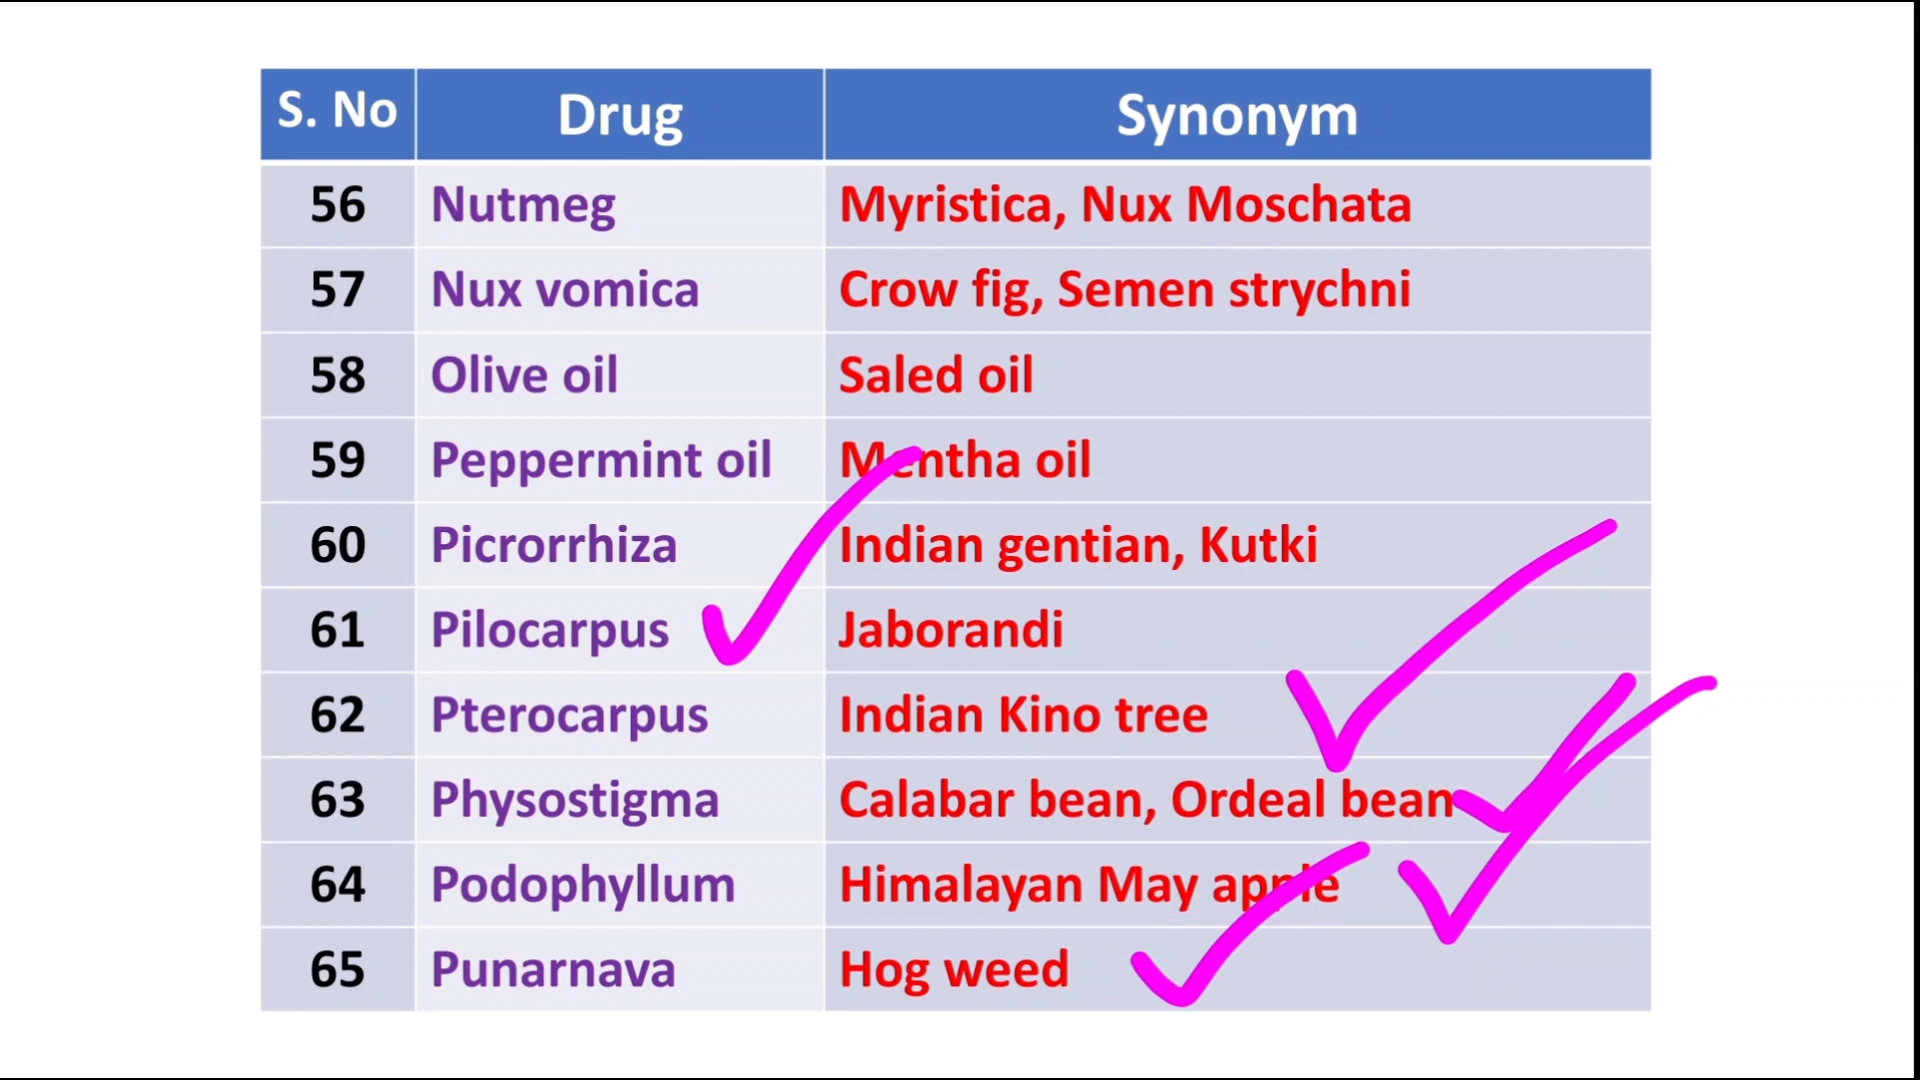 S. No Drug Synonym
56 Nutmeg Myristica, Nux Moschata
57 Nux vomica Crow fig, Semen strychni
58 Olive oil Saled oil
59 Peppermint oil Mentha oil
60 Picrorrhiza Indian gentian, Kutki
61 Pilocarpus Jaborandi
62 Pterocarpus Indian Kino tree
63 Physostigma Calabar bean, Ordeal bean
64 Podophyllum Himalayan May apple
65 Punarnava Hog weed